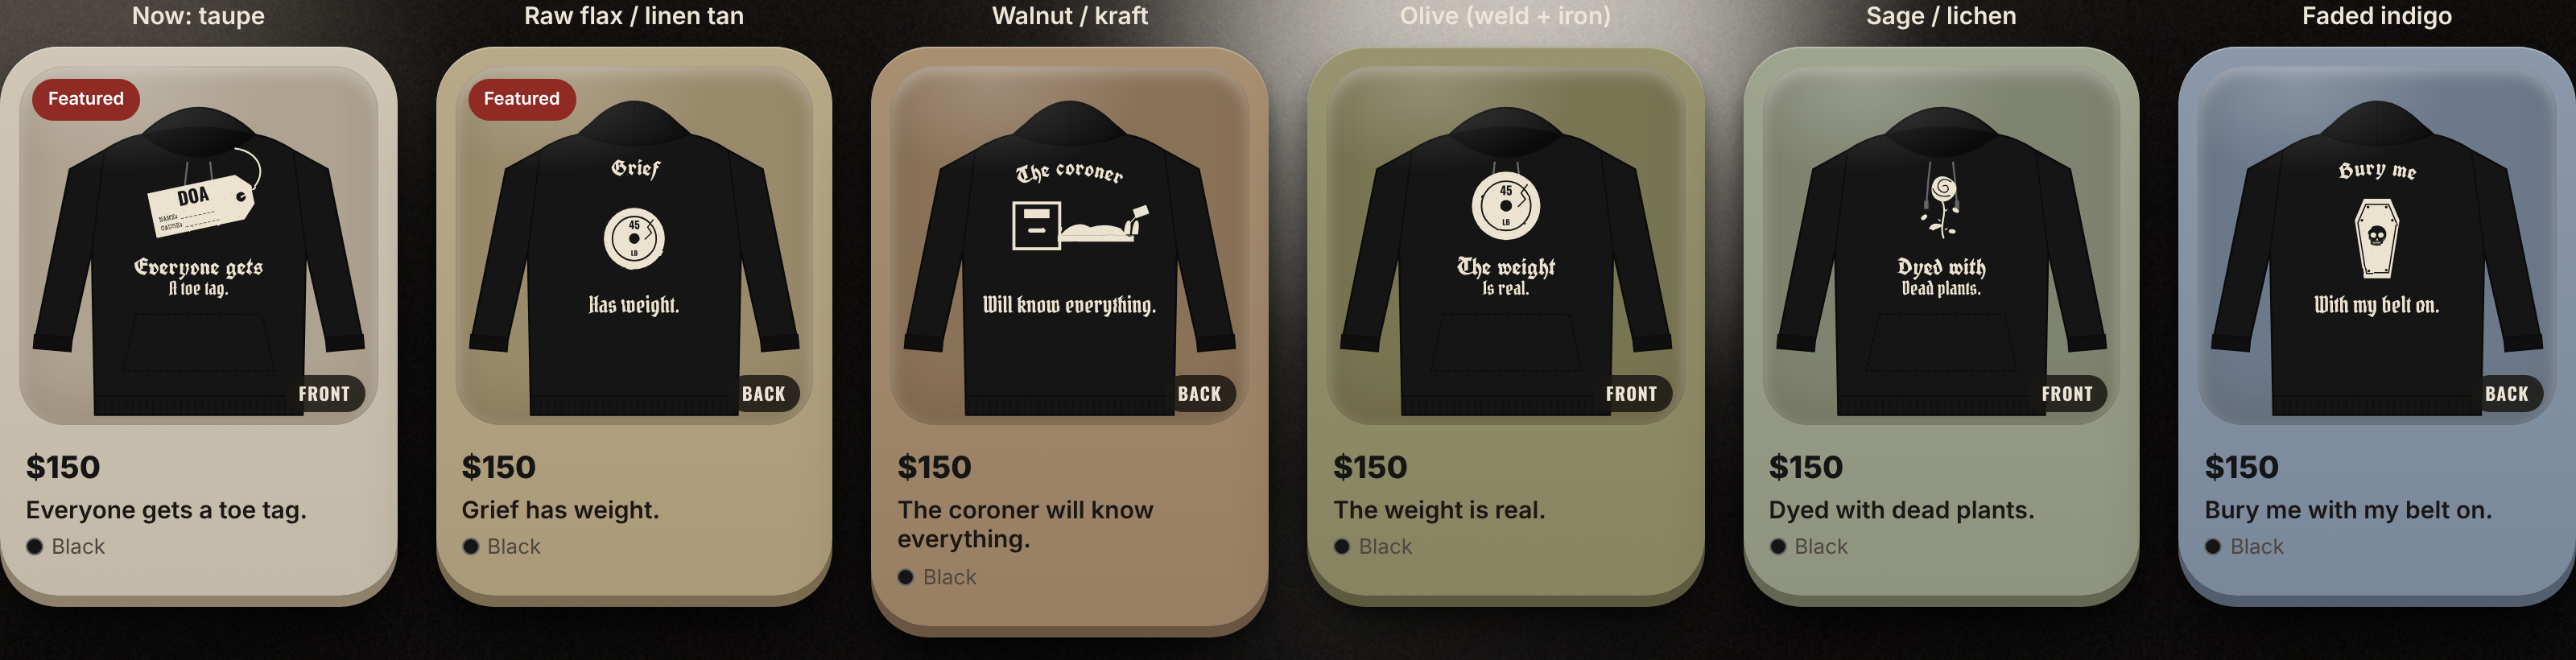 Now: taupe
Featured
DOA
NAME:
CAUSE:
Everyone gets
A toe tag.
FRONT
$150
Everyone gets a toe tag.
Black
Raw flax / linen tan
Featured
Grief
45
LB
Has weight.
BACK
$150
Grief has weight.
Black
Walnut / kraft
The coroner
Will know everything.
BACK
$150
The coroner will know
everything.
Black
Olive (weld + iron)
45
LB
The weight
Is real.
FRONT
$150
The weight is real.
Black
Sage / lichen
Dyed with
Dead plants.
FRONT
$150
Dyed with dead plants.
Black
Faded indigo
Bury me
With my belt on.
BACK
$150
Bury me with my belt on.
Black